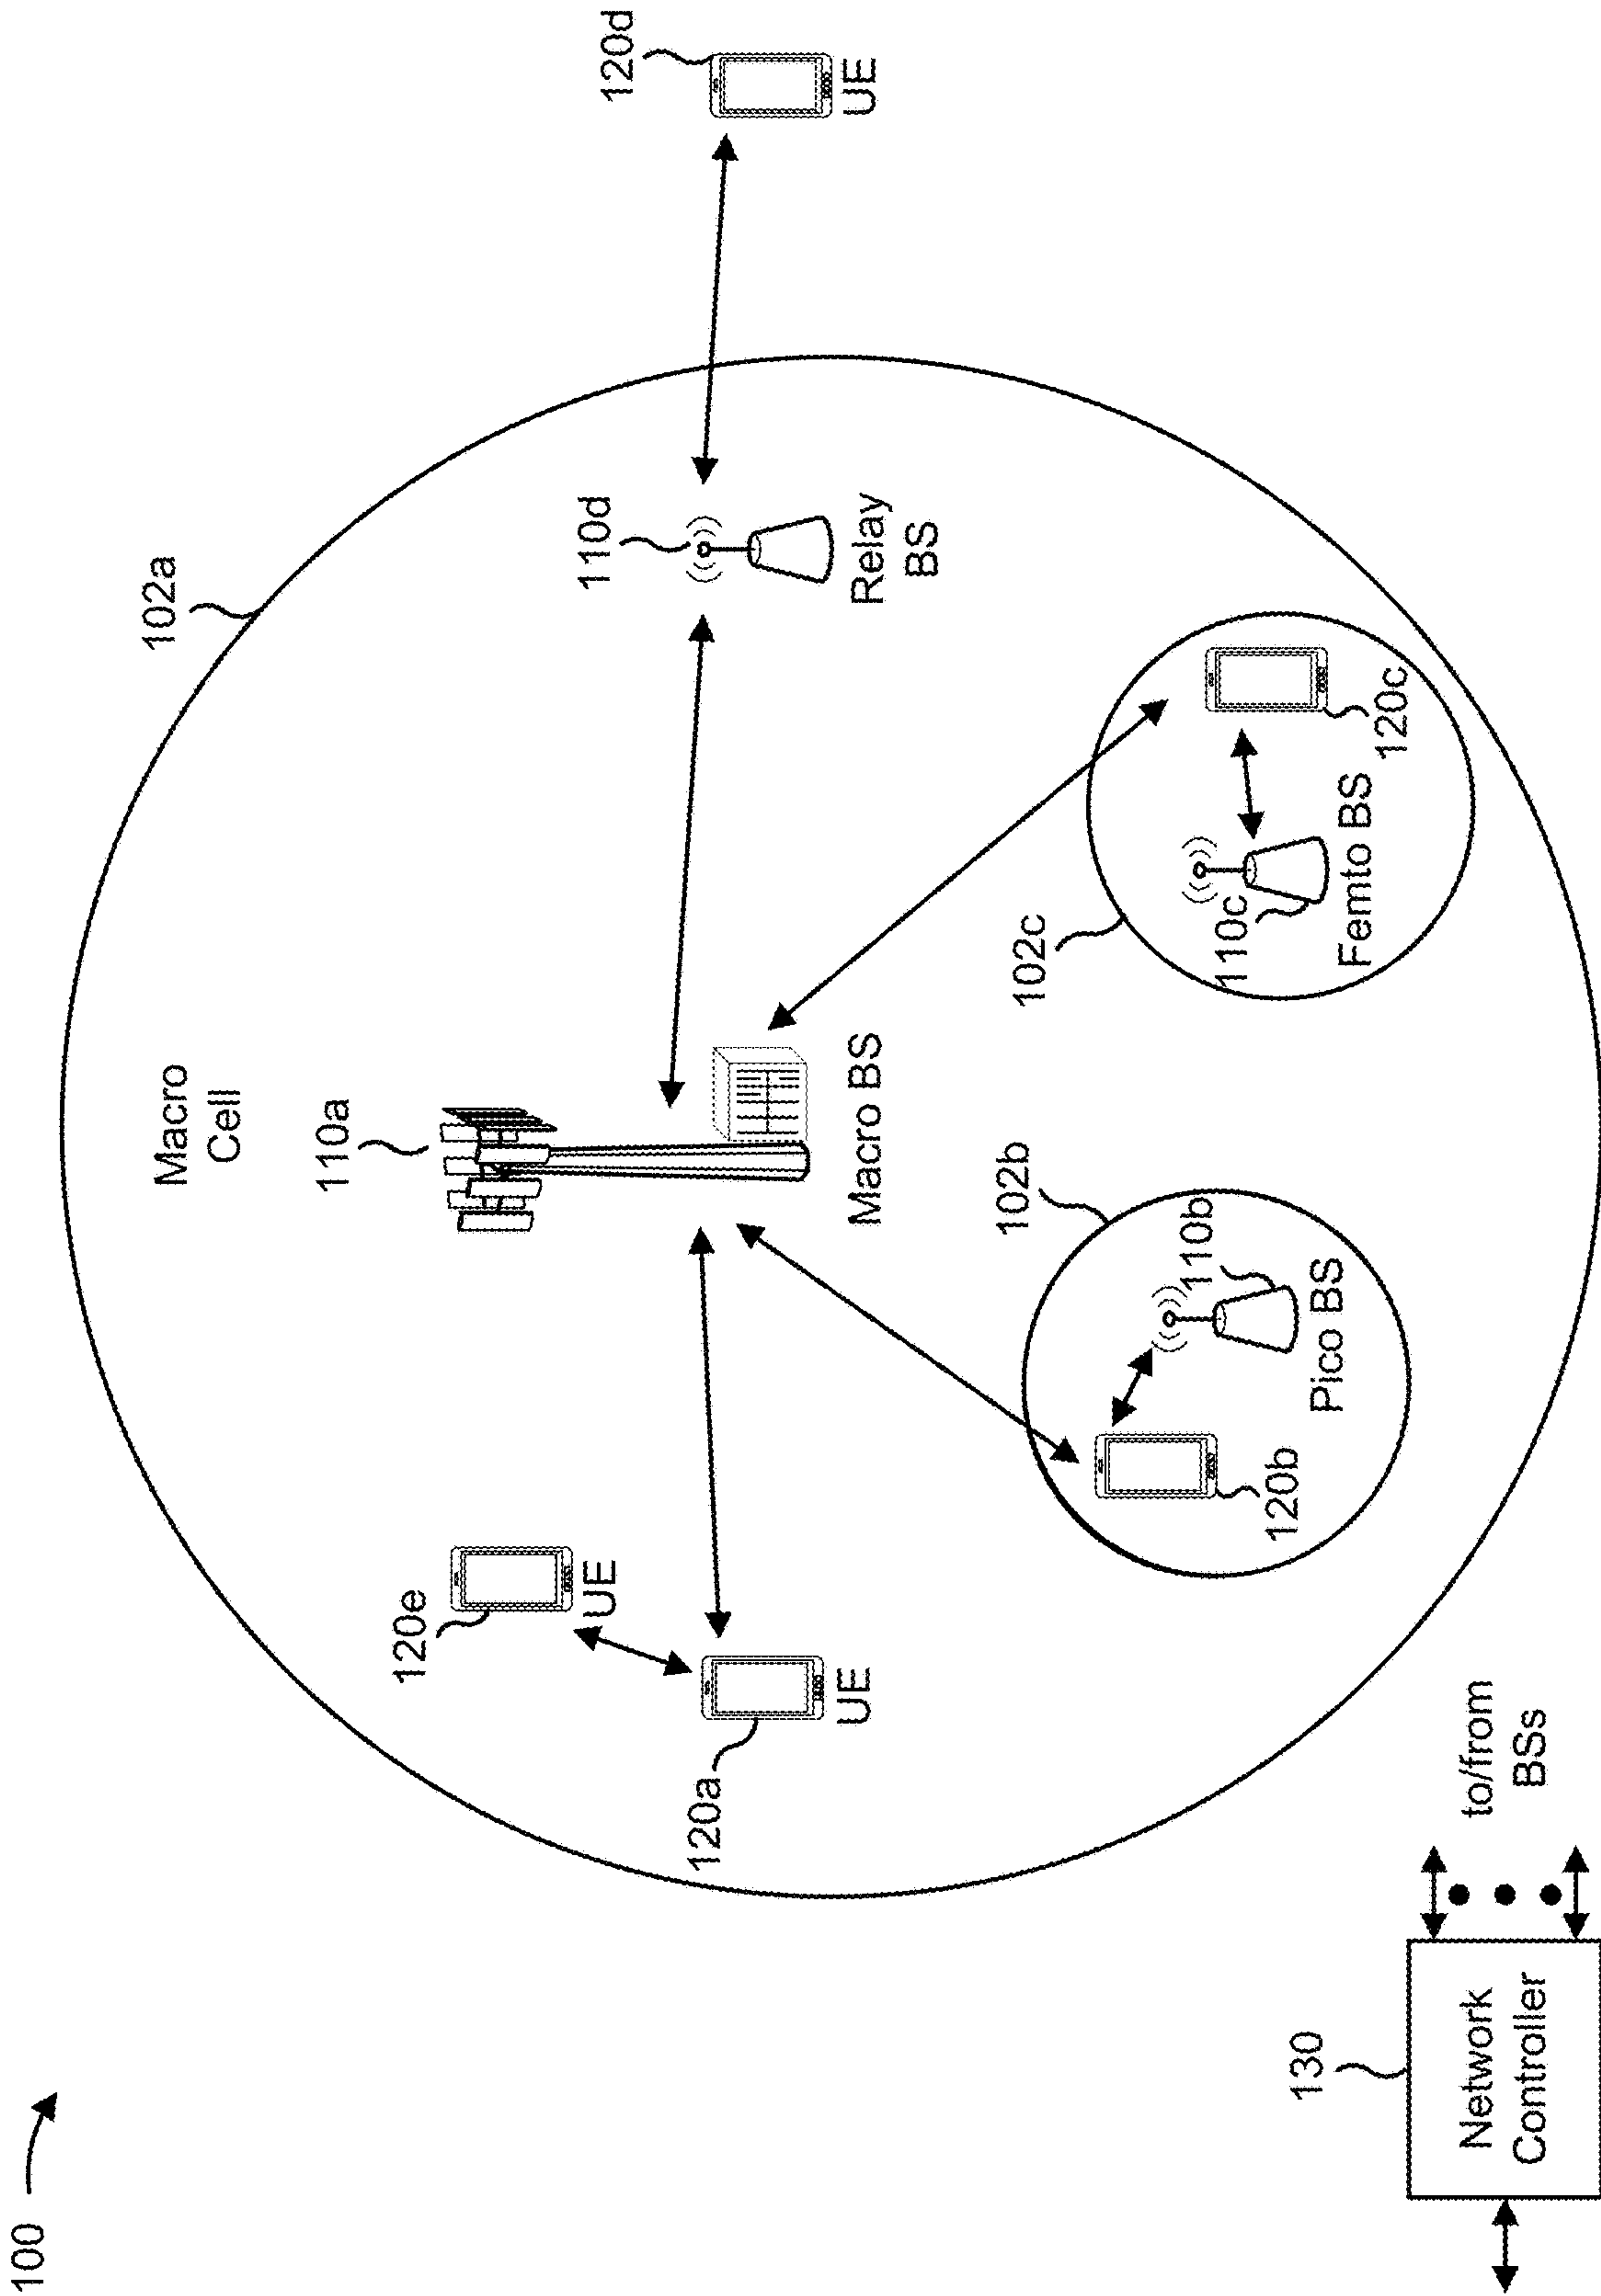 100
102a
Macro
Cell
110a
120d
UE
110d
Relay
BS
120e
UE
120a
UE
Macro BS
102b
110b
Pico BS
120b
102c
110c
Femto BS
120c
130
Network
Controller
to/from
BSs